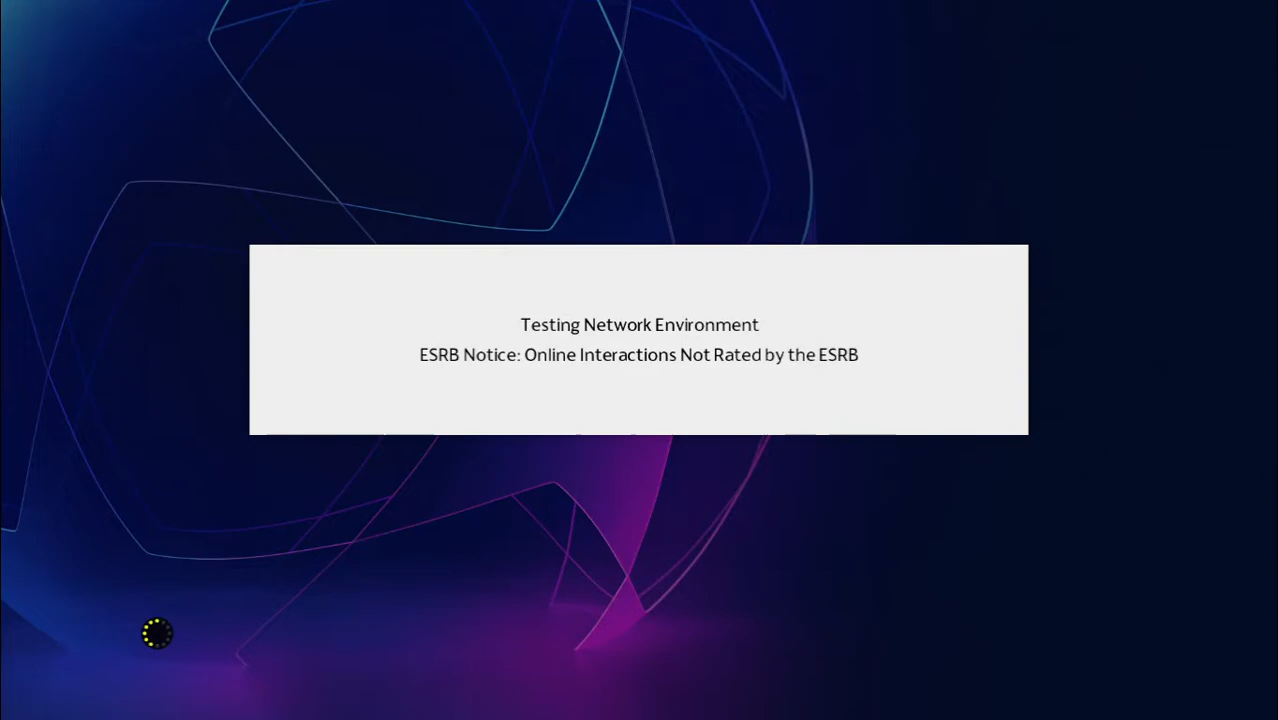 Testing Network Environment
ESRB Notice: Online Interactions Not Rated by the ESRB